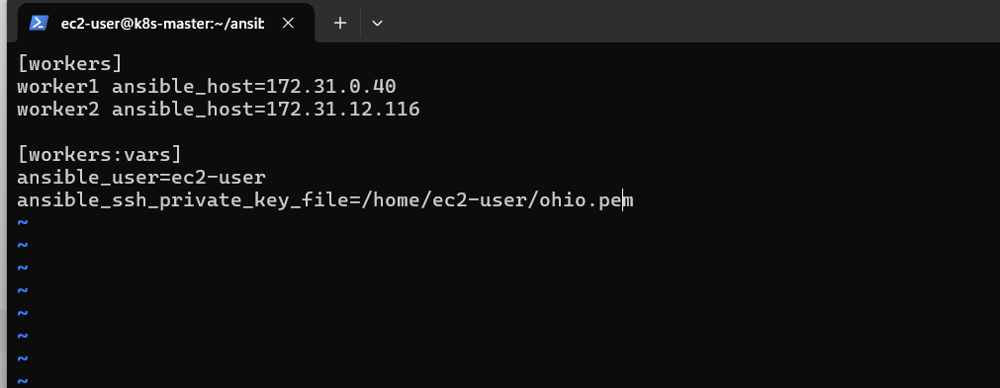 ec2-user@k8s-master:~/ansib
[workers]
worker1 ansible_host=172.31.0.40
worker2 ansible_host=172.31.12.116
[workers:vars]
ansible_user=ec2-user
ansible_ssh_private_key_file=/home/ec2-user/ohio.pem
~
~
~
~
~
~
~
~